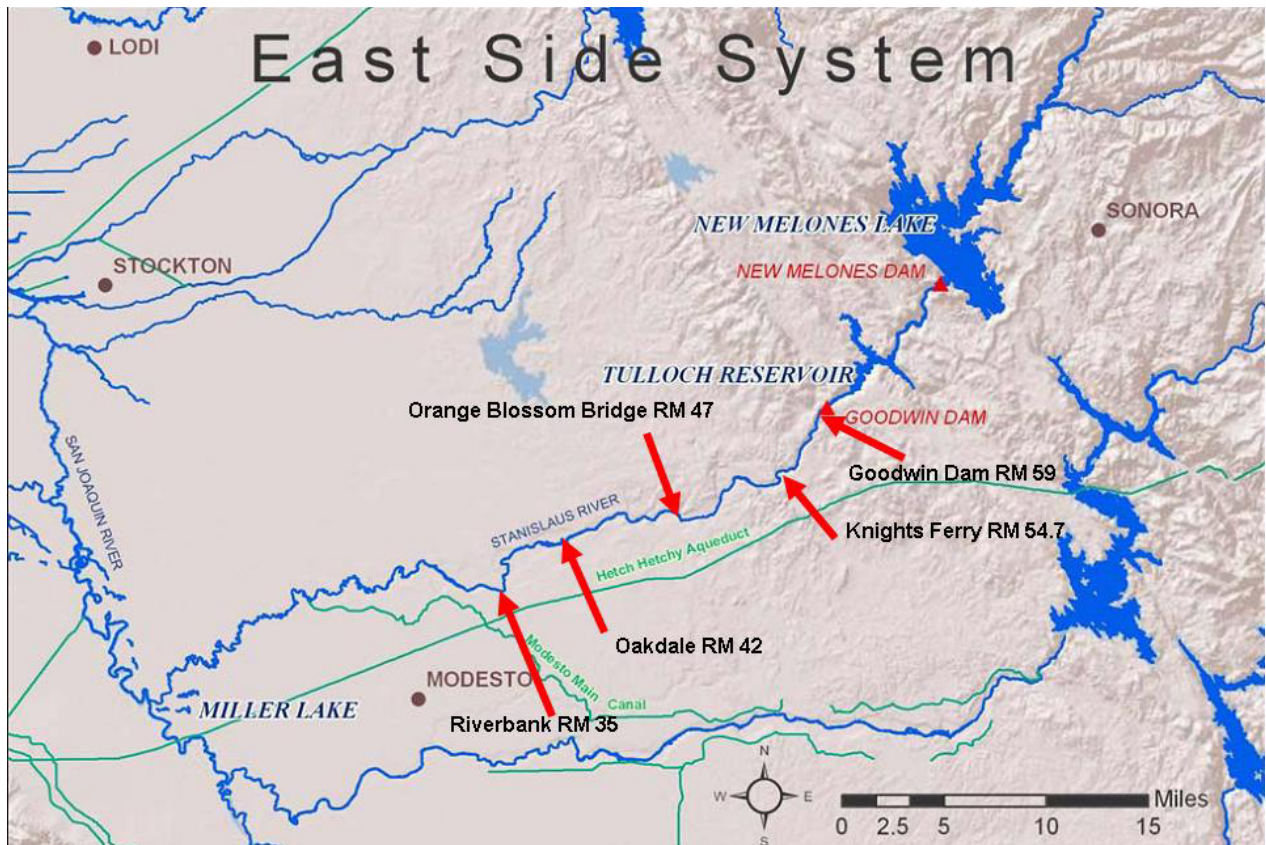 East Side System
LODI
SONORA
NEW MELONES LAKE
STOCKTON
NEW MELONES DAM
TULLOCH RESERVOIR
Orange Blossom Bridge RM 47
GOODWIN DAM
SAN JOAQUIN RIVER
Goodwin Dam RM 59
STANISLAUS RIVER
Knights Ferry RM 54.7
Hetch Hetchy Aqueduct
Oakdale RM 42
Modesto Main
Canal
MODESTO
MILLER LAKE
Riverbank RM 35
N
W E
S
Miles
0 2.5 5 10 15